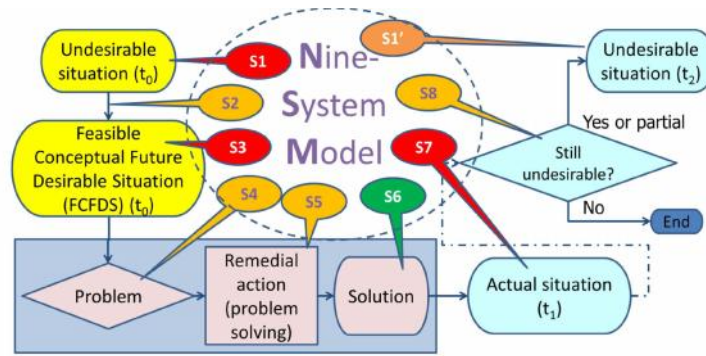 Undesirable
situation (t0)
S1
S2
Feasible
Conceptual Future
Desirable Situation
(FCFDS) (t0)
S3
Nine-
System
Model
S1'
Undesirable
situation (t2)
S8
Yes or partial
Still
undesirable?
No
End
S7
S4
S5
S6
Problem
Remedial
action
(problem
solving)
Solution
Actual situation
(t1)